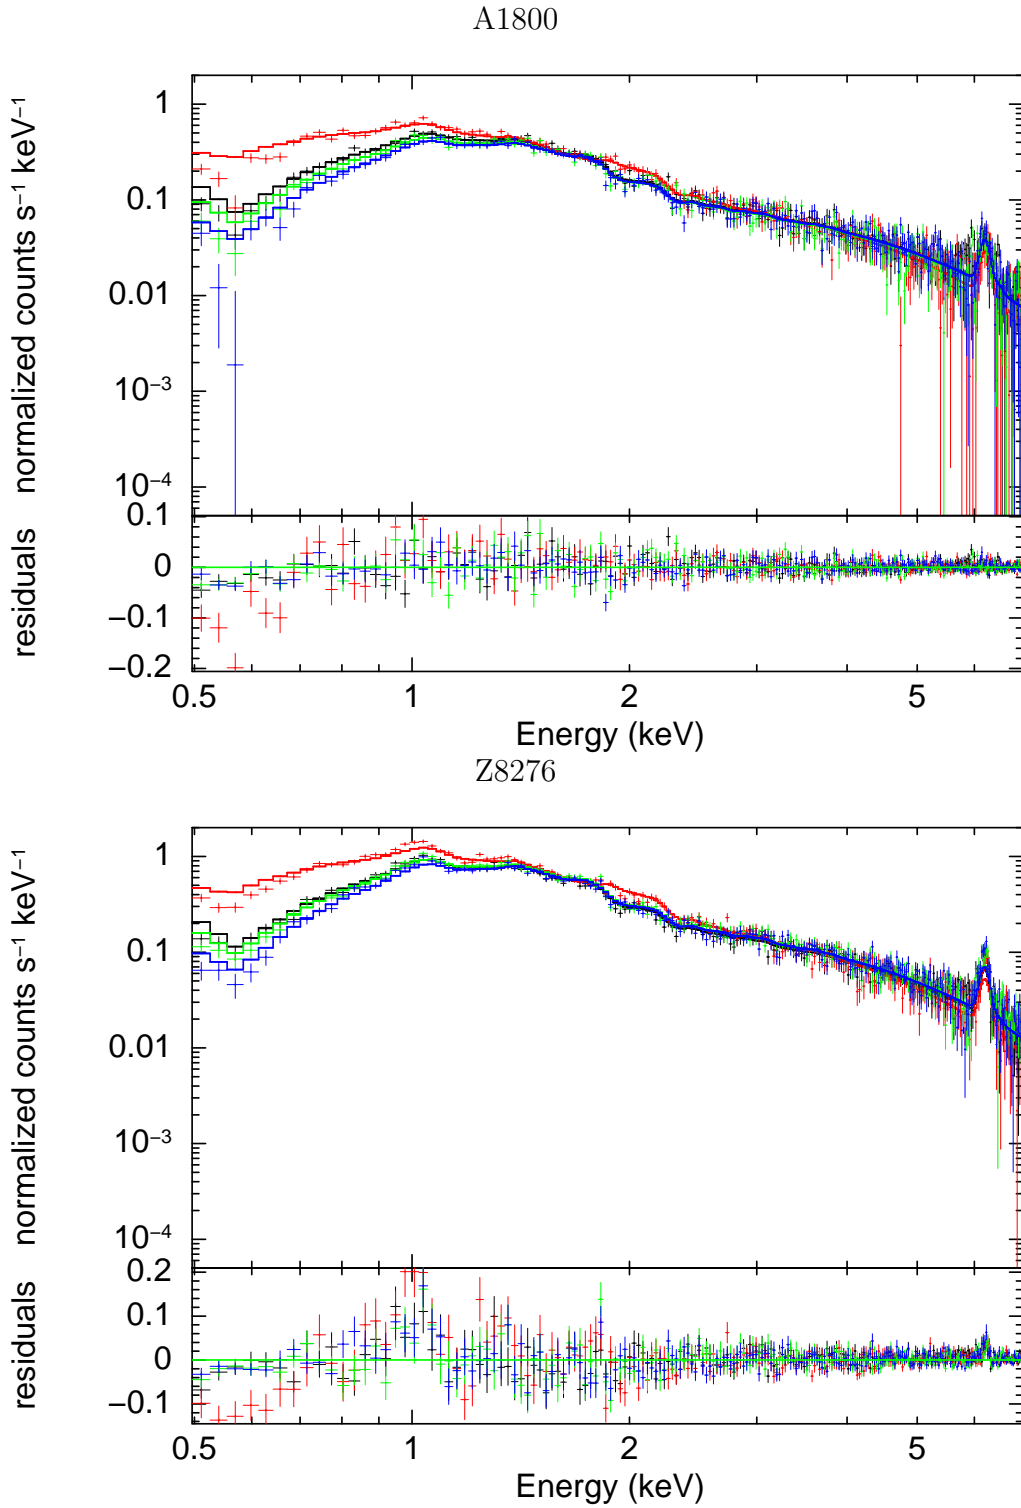 A1800
normalized counts s⁻¹ keV⁻¹
1
0.1
0.01
10⁻³
10⁻⁴
residuals
0.1
0
−0.1
−0.2
0.5 1 2 5
Energy (keV)
Z8276
normalized counts s⁻¹ keV⁻¹
1
0.1
0.01
10⁻³
10⁻⁴
residuals
0.2
0.1
0
−0.1
0.5 1 2 5
Energy (keV)